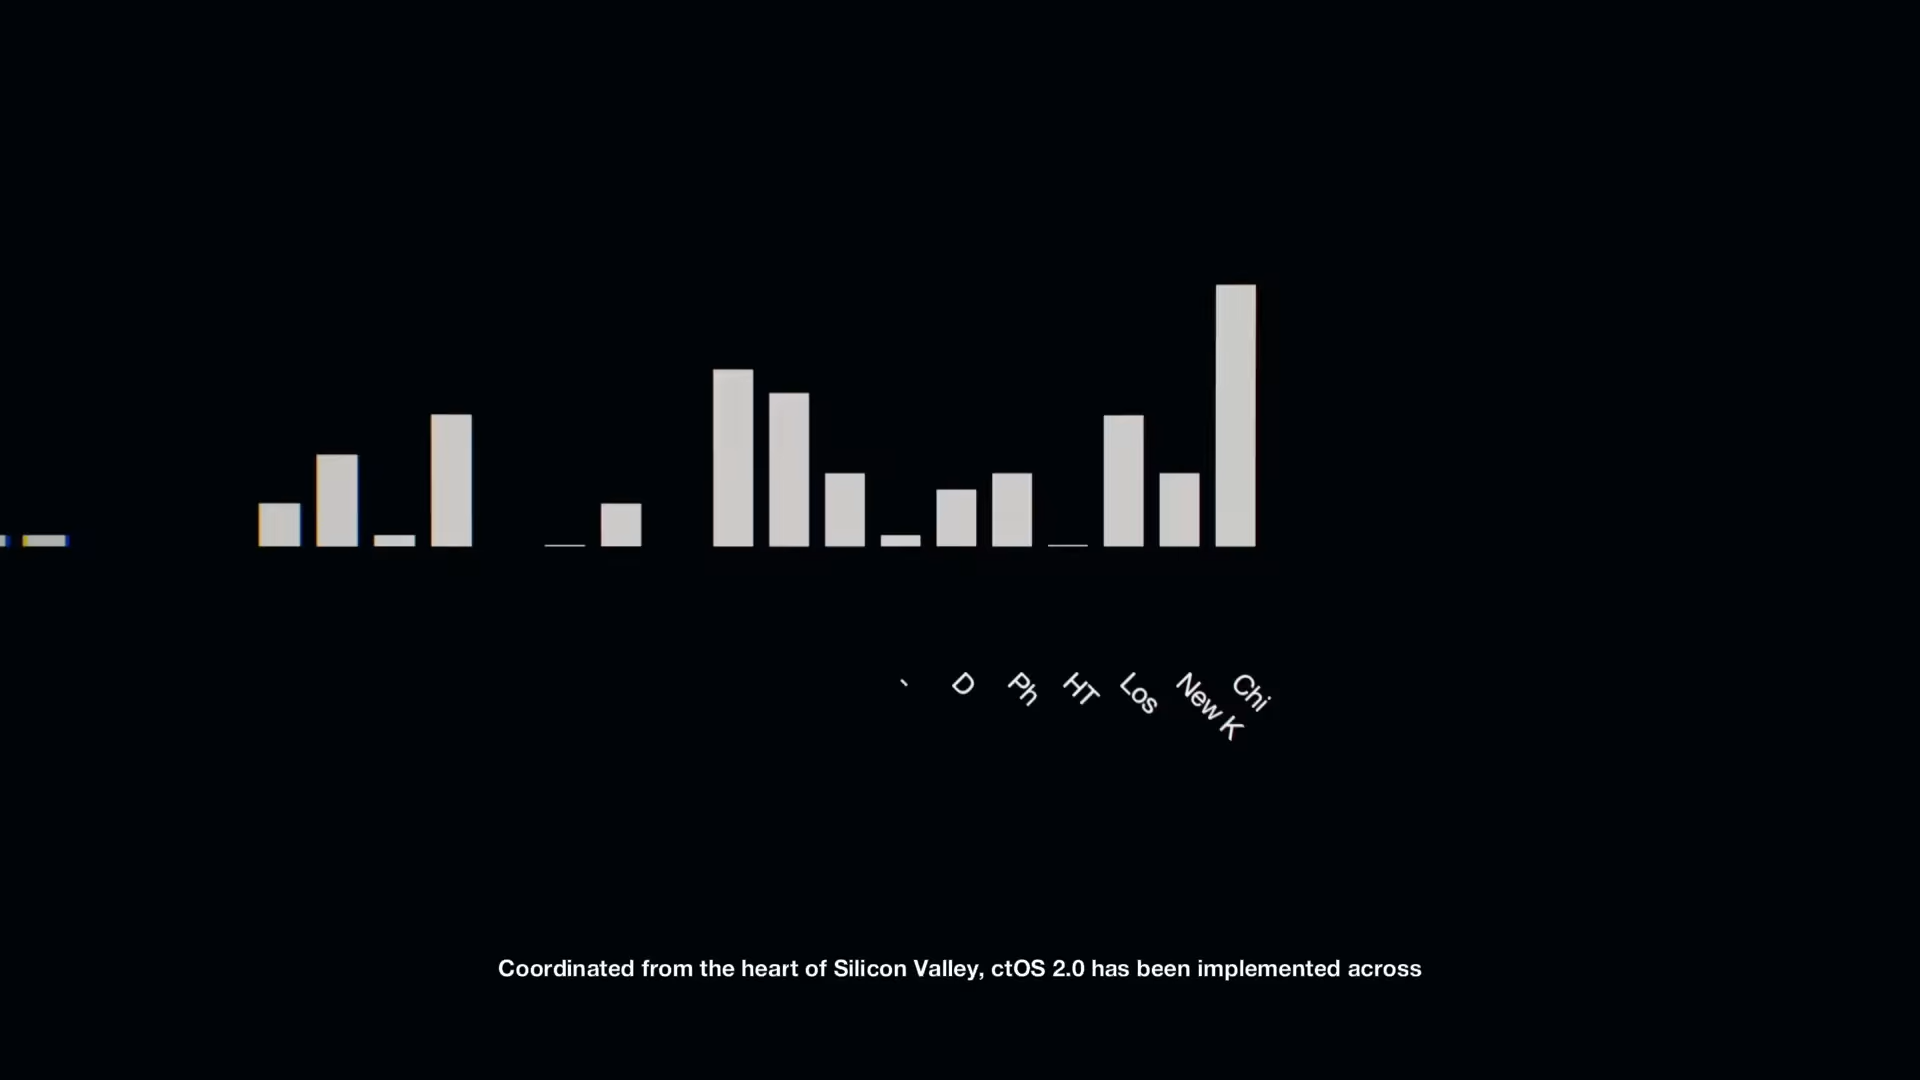 D
Ph
HT
Los
New K
Chi
Coordinated from the heart of Silicon Valley, ctOS 2.0 has been implemented across